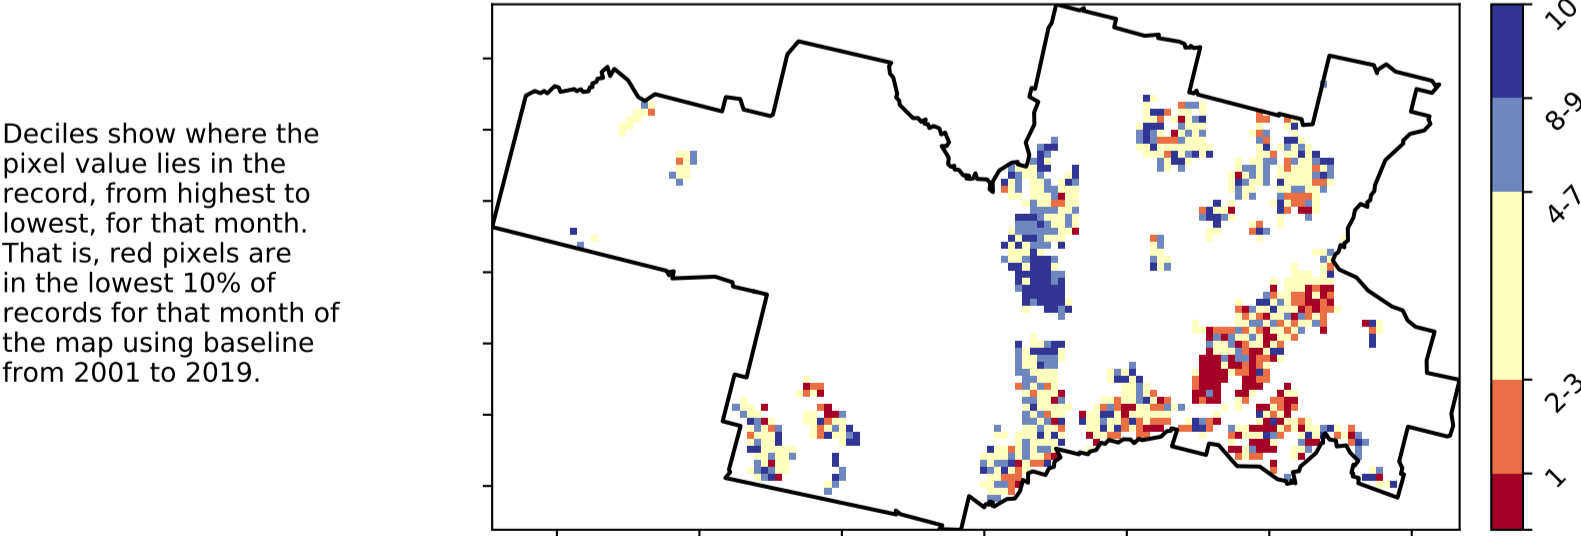 Deciles show where the
pixel value lies in the
record, from highest to
lowest, for that month.
That is, red pixels are
in the lowest 10% of
records for that month of
the map using baseline
from 2001 to 2019.
10
8-9
4-7
2-3
1